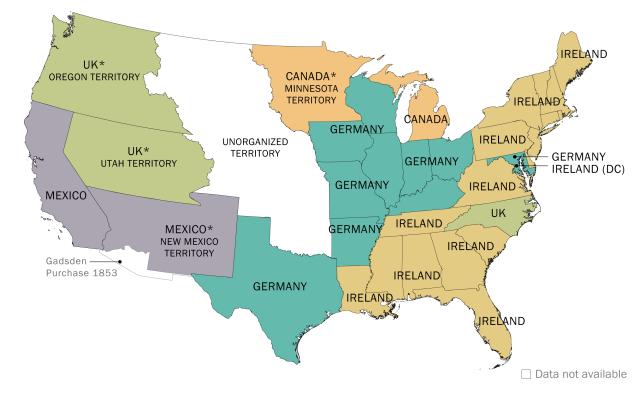 IRELAND
UK*
OREGON TERRITORY
CANADA*
MINNESOTA
TERRITORY
IRELAND
CANADA
GERMANY
UNORGANIZED
TERRITORY
IRELAND
UK*
UTAH TERRITORY
GERMANY
GERMANY
IRELAND (DC)
GERMANY
IRELAND
MEXICO
UK
MEXICO*
NEW MEXICO
TERRITORY
GERMANY
IRELAND
IRELAND
Gadsden
Purchase 1853
IRELAND
GERMANY
IRELAND
IRELAND
Data not available